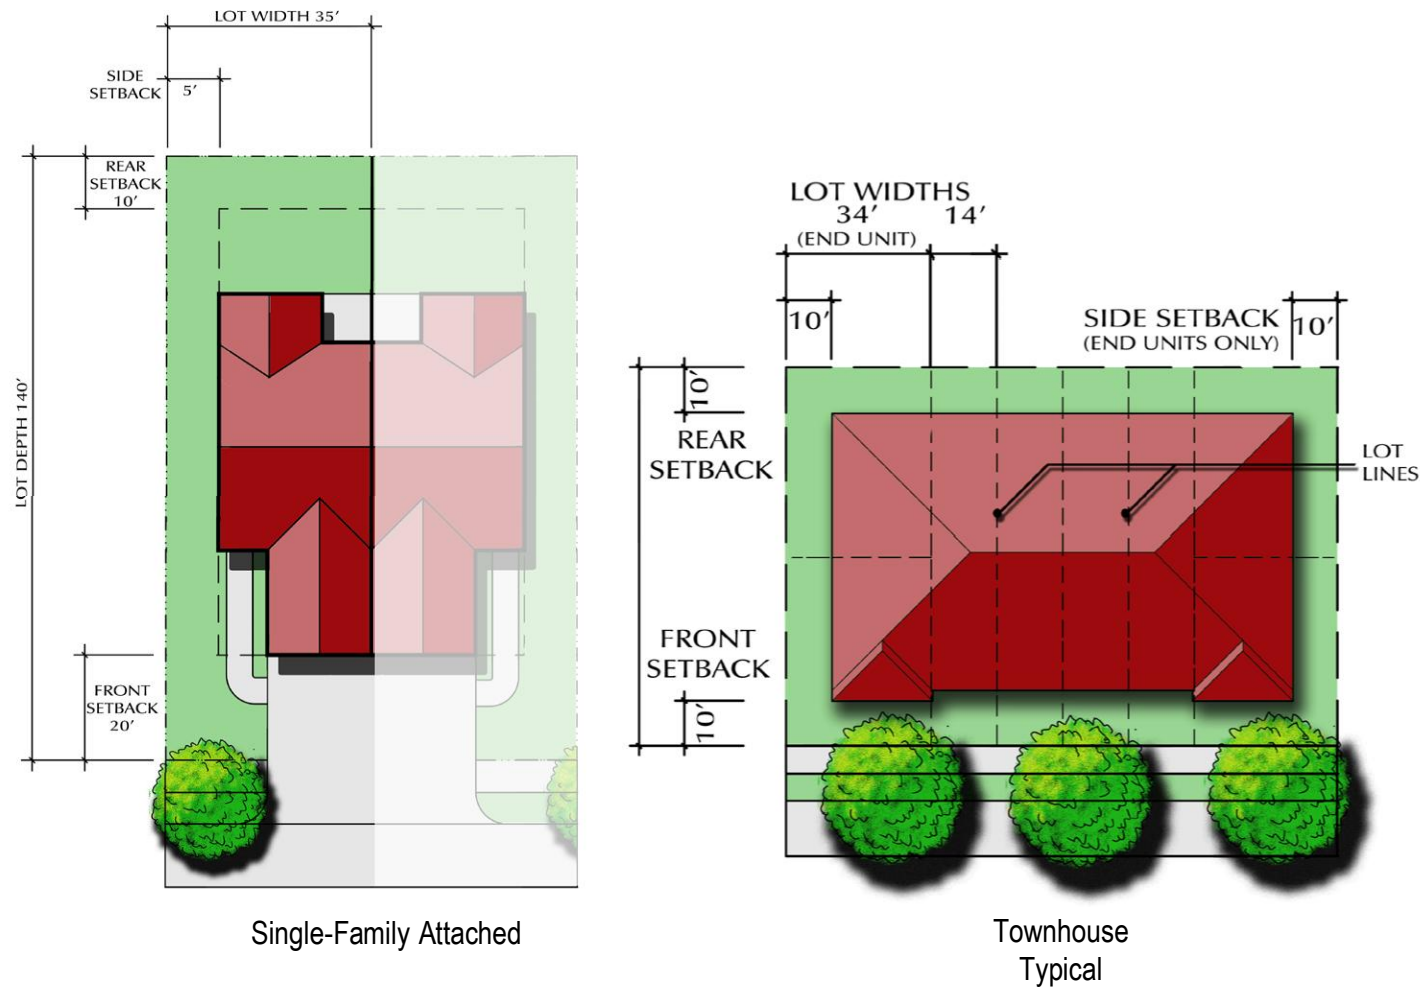 LOT WIDTH 35'
SIDE
SETBACK
5'
REAR
SETBACK
10'
LOT DEPTH 140'
FRONT
SETBACK
20'
Single-Family Attached
LOT WIDTHS
34'
14'
(END UNIT)
10'
SIDE SETBACK
(END UNITS ONLY)
10'
10'
REAR
SETBACK
LOT
LINES
FRONT
SETBACK
10'
Townhouse
Typical